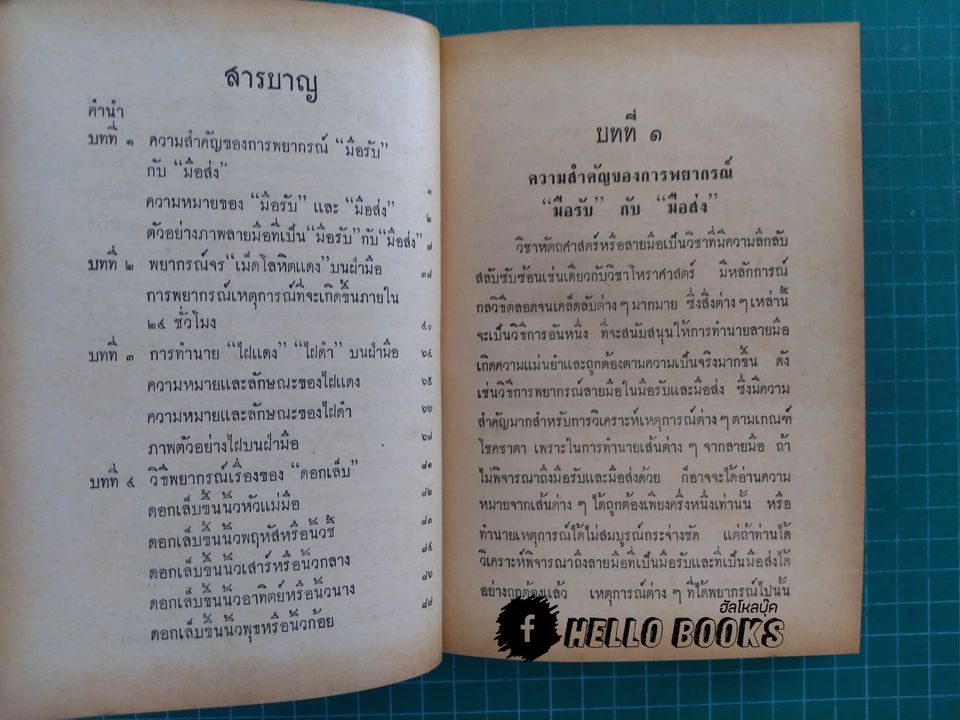 สารบาญ
คำนำ
บทที่ ๑ ความสำคัญของการพยากรณ์ “มือรับ”
กับ “มือส่ง” ๑
ความหมายของ “มือรับ” และ “มือส่ง” ๒
ตัวอย่างภาพลายมือที่เป็น “มือรับ” กับ “มือส่ง” ๗
บทที่ ๒ พยากรณ์จร “เม็ดโลหิตแดง” บนฝ่ามือ ๓๗
การพยากรณ์เหตุการณ์ที่จะเกิดขึ้นภายใน
๒๔ ชั่วโมง ๔๐
บทที่ ๓ การทำนาย “ไฝแดง” “ไฝดำ” บนฝ่ามือ ๖๔
ความหมายและลักษณะของไฝแดง ๖๕
ความหมายและลักษณะของไฝดำ ๖๖
ภาพตัวอย่างไฝบนฝ่ามือ ๖๗
บทที่ ๔ วิธีพยากรณ์เรื่องของ “ดอกเล็บ” ๘๑
ดอกเล็บขึ้นนิ้วหัวแม่มือ ๘๒
ดอกเล็บขึ้นนิ้วพฤหัสหรือนิ้วชี้ ๘๓
ดอกเล็บขึ้นนิ้วเสาร์หรือนิ้วกลาง ๘๔
ดอกเล็บขึ้นนิ้วอาทิตย์หรือนิ้วนาง ๘๖
ดอกเล็บขึ้นนิ้วพุธหรือนิ้วก้อย ๘๗
บทที่ ๑
ความสำคัญของการพยากรณ์
“มือรับ” กับ “มือส่ง”
วิชาหัตถศาสตร์หรือลายมือเป็นวิชาที่มีความลึกลับ
สลับซับซ้อนเช่นเดียวกับวิชาโหราศาสตร์ มีหลักการณ์
กลวิธีตลอดจนเคล็ดลับต่าง ๆ มากมาย ซึ่งสิ่งต่าง ๆ เหล่านี้
จะเป็นวิธีการอันหนึ่ง ที่จะสนับสนุนให้การทำนายลายมือ
เกิดความแม่นยำและถูกต้องตามความเป็นจริงมากขึ้น ดัง
เช่นวิธีการพยากรณ์ลายมือในมือรับและมือส่ง ซึ่งมีความ
สำคัญมากสำหรับการวิเคราะห์เหตุการณ์ต่าง ๆ ตามเกณฑ์
โชคชาตา เพราะในการทำนายเส้นต่าง ๆ จากลายมือ ถ้า
ไม่พิจารณาถึงมือรับและมือส่งด้วย ก็อาจจะได้อ่านความ
หมายจากเส้นต่าง ๆ ได้ถูกต้องเพียงครึ่งหนึ่งเท่านั้น หรือ
ทำนายเหตุการณ์ได้ไม่สมบูรณ์กระจ่างชัด แต่ถ้าท่านได้
วิเคราะห์พิจารณาถึงลายมือที่เป็นมือรับและที่เป็นมือส่งได้
อย่างถูกต้องแล้ว เหตุการณ์ต่าง ๆ ที่ได้พยากรณ์ไปนั้น
ฮัลโหลบุ๊ค
f HELLO BOOKS